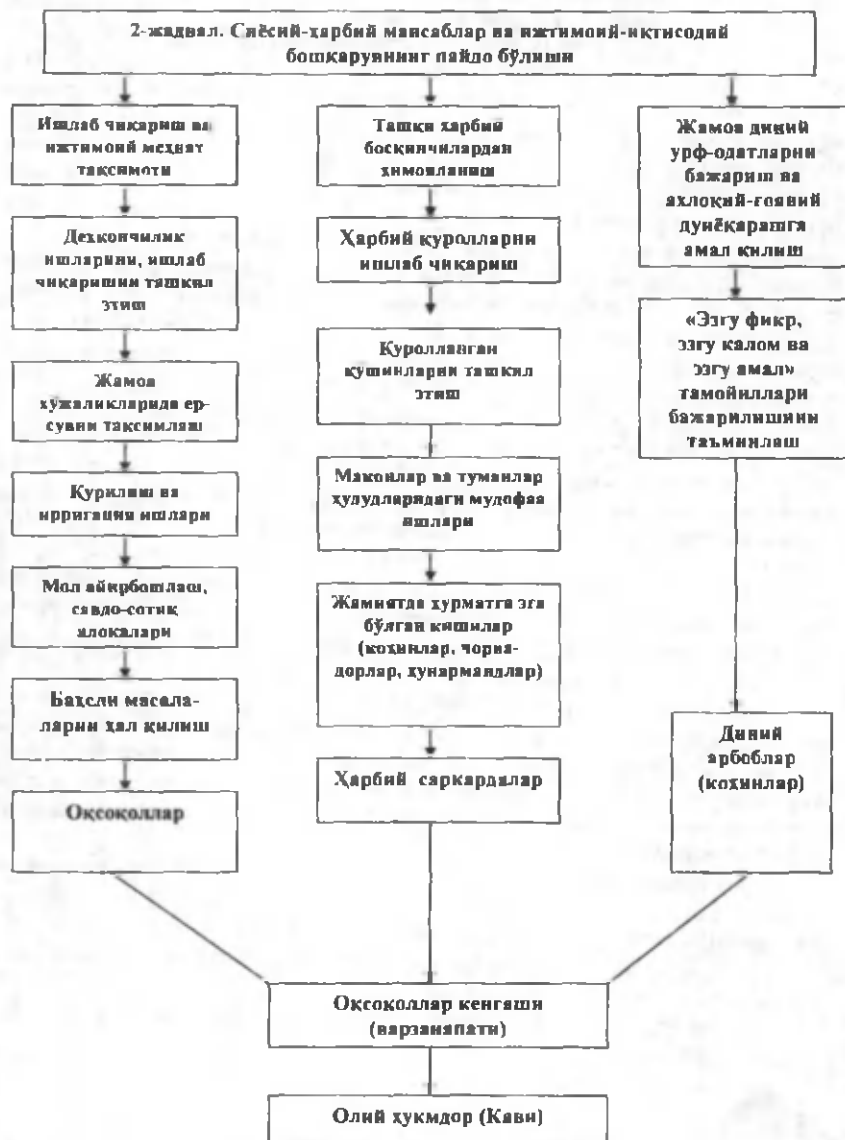 2-жадвал. Сиёсий-ҳарбий мансаблар ва ижтимоий-иқтисодий
бошқарувнинг пайдо бўлиши
Ишлаб чиқариш ва
ижтимоий меҳнат
тақсимоти
Деҳқончилик
ишларини, ишлаб
чиқаришни ташкил
этиш
Жамоа
хўжаликларида ер-
сувни тақсимлаш
Қурилиш ва
ирригация ишлари
Мол айирбошлаш,
савдо-сотиқ
алоқалари
Баҳсли масала-
ларни ҳал қилиш
Оқсоқоллар
Ташқи ҳарбий
босқинчилардан
ҳимояланиш
Ҳарбий қуролларни
ишлаб чиқариш
Қуролланган
қўшинларни ташкил
этиш
Маконлар ва туманлар
ҳудудларидаги мудофаа
ишлари
Жамиятда ҳурматга эга
бўлган кишилар
(коҳинлар, чорва-
дорлар, ҳунармандлар)
Ҳарбий саркардалар
Жамоа диний
урф-одатларни
бажариш ва
ахлоқий-ғоявий
дунёқарашга
амал қилиш
«Эзгу фикр,
эзгу калом ва
эзгу амал»
тамойиллари
бажарилишини
таъминлаш
Диний
арбоблар
(коҳинлар)
Оқсоқоллар кенгаши
(варзанапати)
Олий ҳукмдор (Кави)